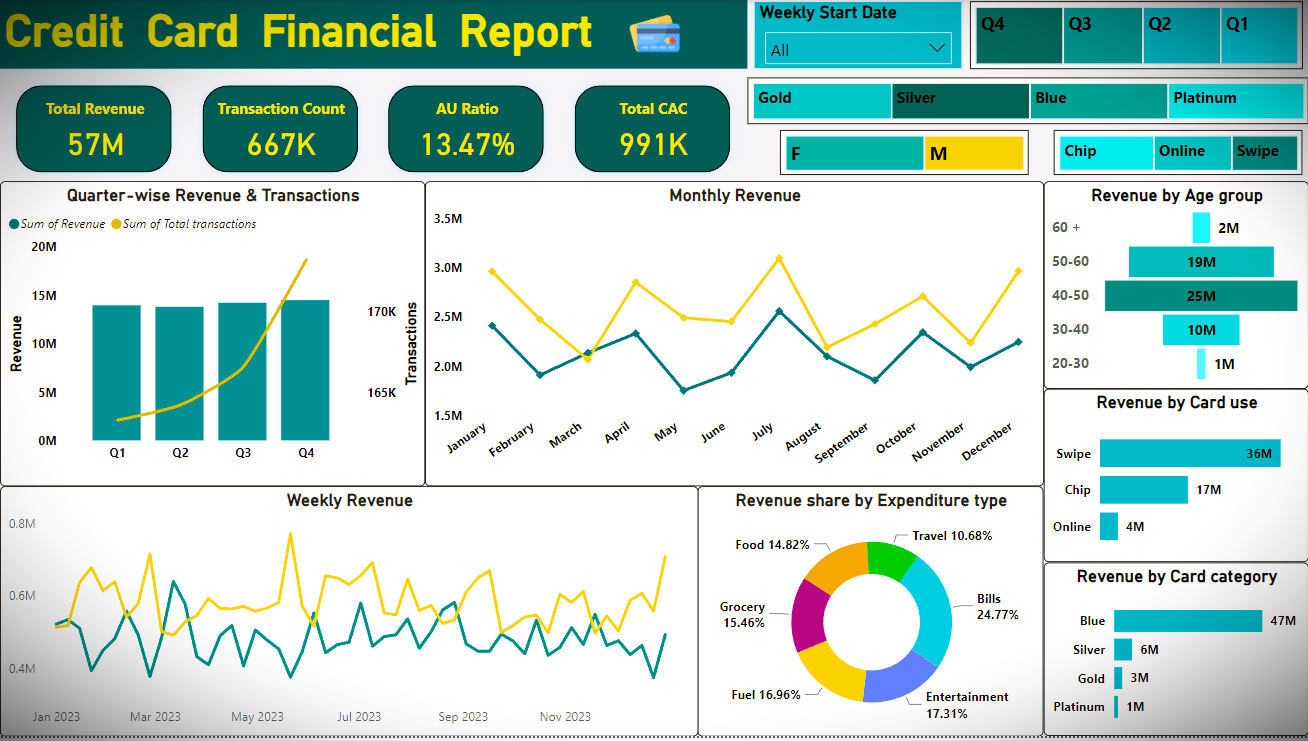 Credit Card Financial Report
Weekly Start Date
All
Q4
Q3
Q2
Q1
Total Revenue
57M
Transaction Count
667K
AU Ratio
13.47%
Total CAC
991K
Gold
Silver
Blue
Platinum
F
M
Chip
Online
Swipe
Quarter-wise Revenue & Transactions
Sum of Revenue
Sum of Total transactions
Revenue
20M
15M
10M
5M
0M
170K
165K
Transactions
Q1
Q2
Q3
Q4
Monthly Revenue
3.5M
3.0M
2.5M
2.0M
1.5M
January
February
March
April
May
June
July
August
September
October
November
December
Revenue by Age group
60 +
2M
50-60
19M
40-50
25M
30-40
10M
20-30
1M
Revenue by Card use
Swipe
36M
Chip
17M
Online
4M
Weekly Revenue
0.8M
0.6M
0.4M
Jan 2023
Mar 2023
May 2023
Jul 2023
Sep 2023
Nov 2023
Revenue share by Expenditure type
Travel 10.68%
Bills
24.77%
Entertainment
17.31%
Fuel 16.96%
Grocery
15.46%
Food 14.82%
Revenue by Card category
Blue
47M
Silver
6M
Gold
3M
Platinum
1M